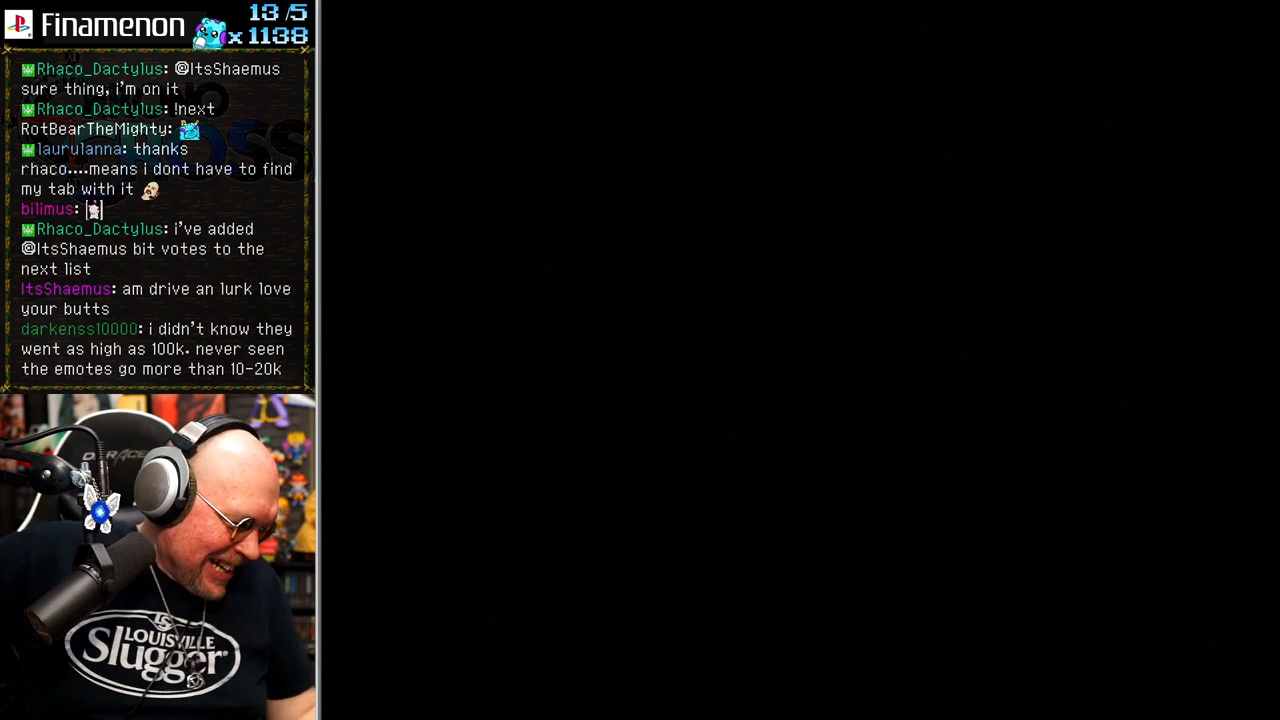 Finamenon
13/5
x1138
Rhaco_Dactylus: @ItsShaemus
sure thing, i'm on it
Rhaco_Dactylus: !next
RotBearTheMighty:
laurulanna: thanks
rhaco....means i dont have to find
my tab with it
bilimus:
Rhaco_Dactylus: i've added
@ItsShaemus bit votes to the
next list
ItsShaemus: am drive an lurk love
your butts
darkenss10000: i didn't know they
went as high as 100k. never seen
the emotes go more than 10-20k
LS
LOUISVILLE
Slugger